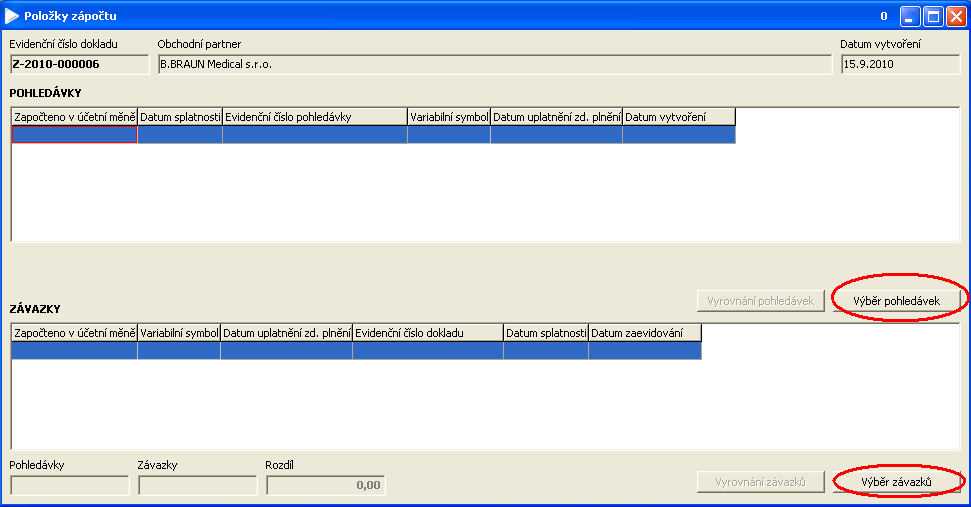 Položky zápočtu 0
Evidenční číslo dokladu Obchodní partner Datum vytvoření
Z-2010-000006 B.BRAUN Medical s.r.o. 15.9.2010
POHLEDÁVKY
Započteno v účetní měně Datum splatnosti Evidenční číslo pohledávky Variabilní symbol Datum uplatnění zd. plnění Datum vytvoření
Vyrovnání pohledávek Výběr pohledávek
ZÁVAZKY
Započteno v účetní měně Variabilní symbol Datum uplatnění zd. plnění Evidenční číslo dokladu Datum splatnosti Datum zaevidování
Pohledávky Závazky Rozdíl
0,00 Vyrovnání závazků Výběr závazků